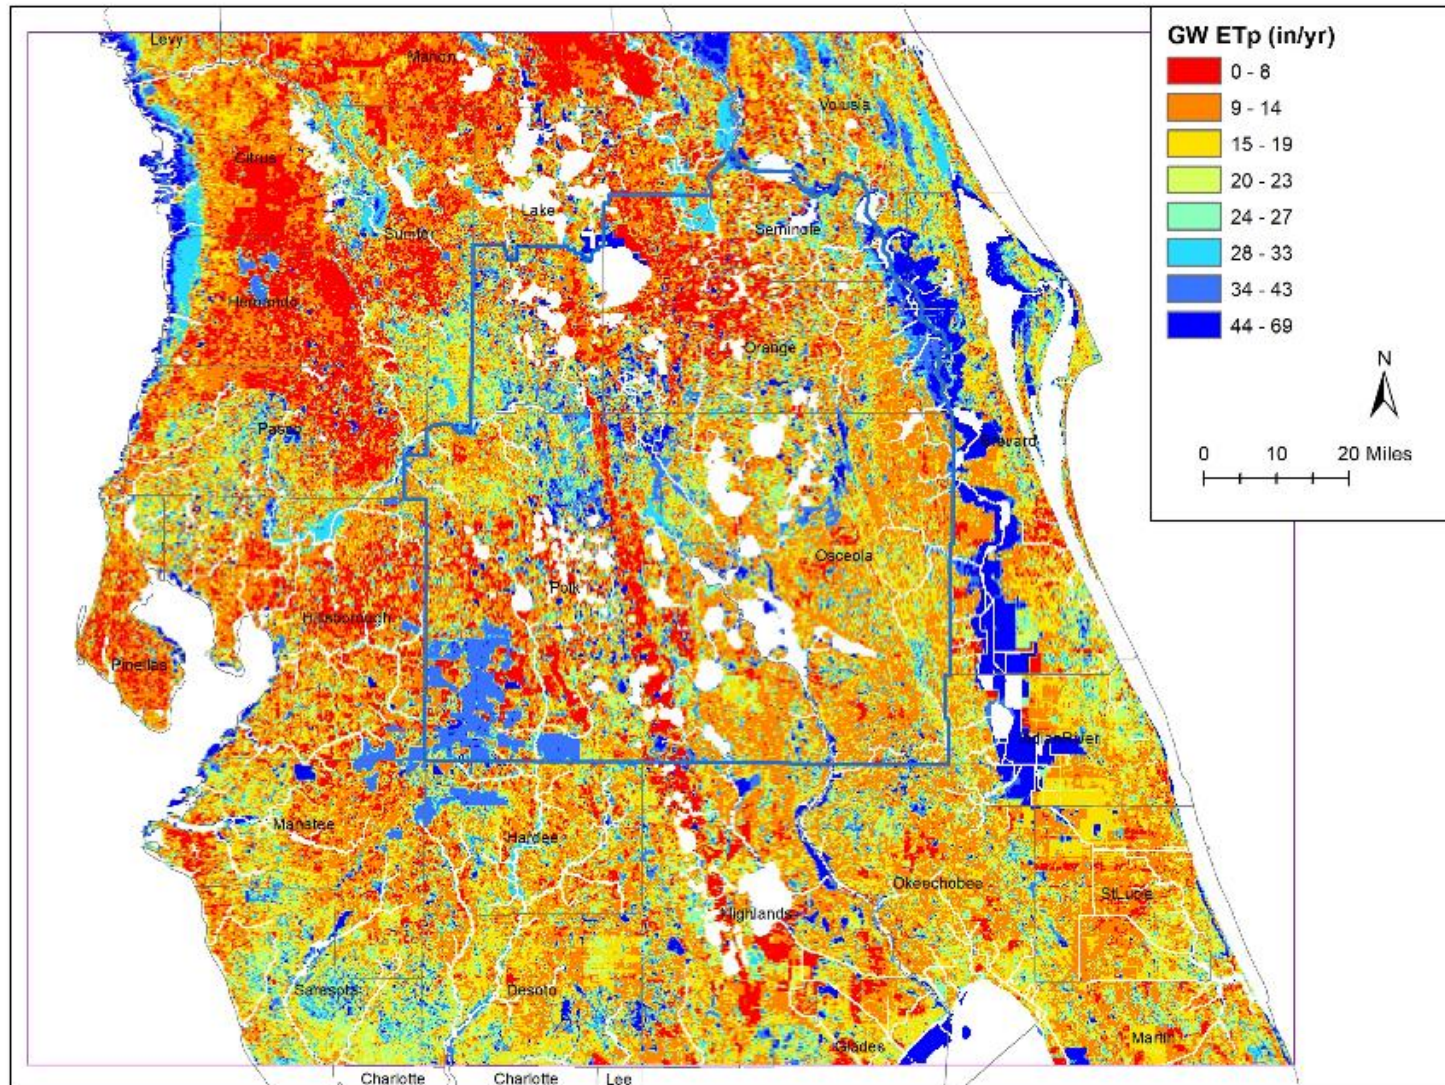 GW ETp (in/yr)
0 - 8
9 - 14
15 - 19
20 - 23
24 - 27
28 - 33
34 - 43
44 - 69
N
0 10 20 Miles
Levy
Marion
Volusia
Citrus
Lake
Sumter
Seminole
Hernando
Orange
Pasco
Brevard
Osceola
Polk
Hillsborough
Pinellas
Indian River
Manatee
Hardee
Okeechobee
St Lucie
Highlands
Sarasota
Desoto
Glades
Martin
Charlotte Charlotte Lee